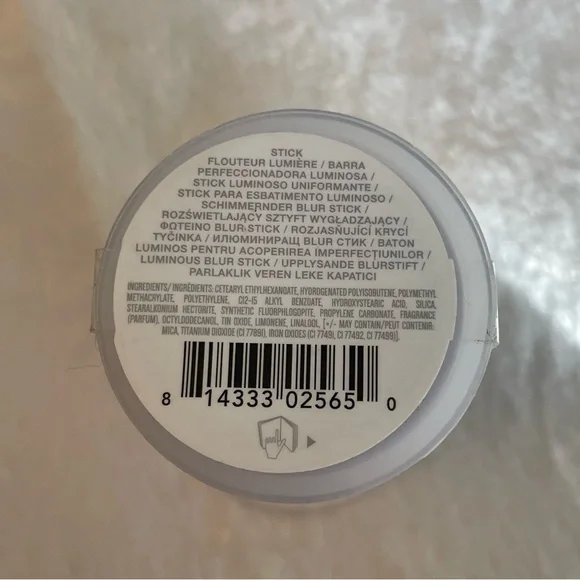 STICK
FLOUTEUR LUMIÈRE / BARRA
PERFECCIONADORA LUMINOSA /
STICK LUMINOSO UNIFORMANTE /
STICK PARA ESBATIMENTO LUMINOSO /
SCHIMMERNDER BLUR STICK /
ROZŚWIETLAJĄCY SZTYFT WYGŁADZAJĄCY /
ΦΩΤΕΙΝΟ BLUR STICK / ROZJASŇUJÍCÍ KRYCÍ
TYČINKA / ИЛЮМИНИРАЩ BLUR СТИК / BATON
LUMINOS PENTRU ACOPERIREA IMPERFECȚIUNILOR /
LUMINOUS BLUR STICK / UPPLYSANDE BLURSTIFT /
PARLAKLIK VEREN LEKE KAPATICI
INGREDIENTS/ INGRÉDIENTS: CETEARYL ETHYLHEXANOATE, HYDROGENATED POLYISOBUTENE, POLYMETHYL
METHACRYLATE, POLYETHYLENE, C12-15 ALKYL BENZOATE, HYDROXYSTEARIC ACID, SILICA,
STEARALKONIUM HECTORITE, SYNTHETIC FLUORPHLOGOPITE, PROPYLENE CARBONATE, FRAGRANCE
(PARFUM), OCTYLDODECANOL, TIN OXIDE, LIMONENE, LINALOOL, [+/- MAY CONTAIN/PEUT CONTENIR:
MICA, TITANIUM DIOXIDE (CI 77891), IRON OXIDES (CI 77491, CI 77492, CI 77499)].
8 14333 02565 0